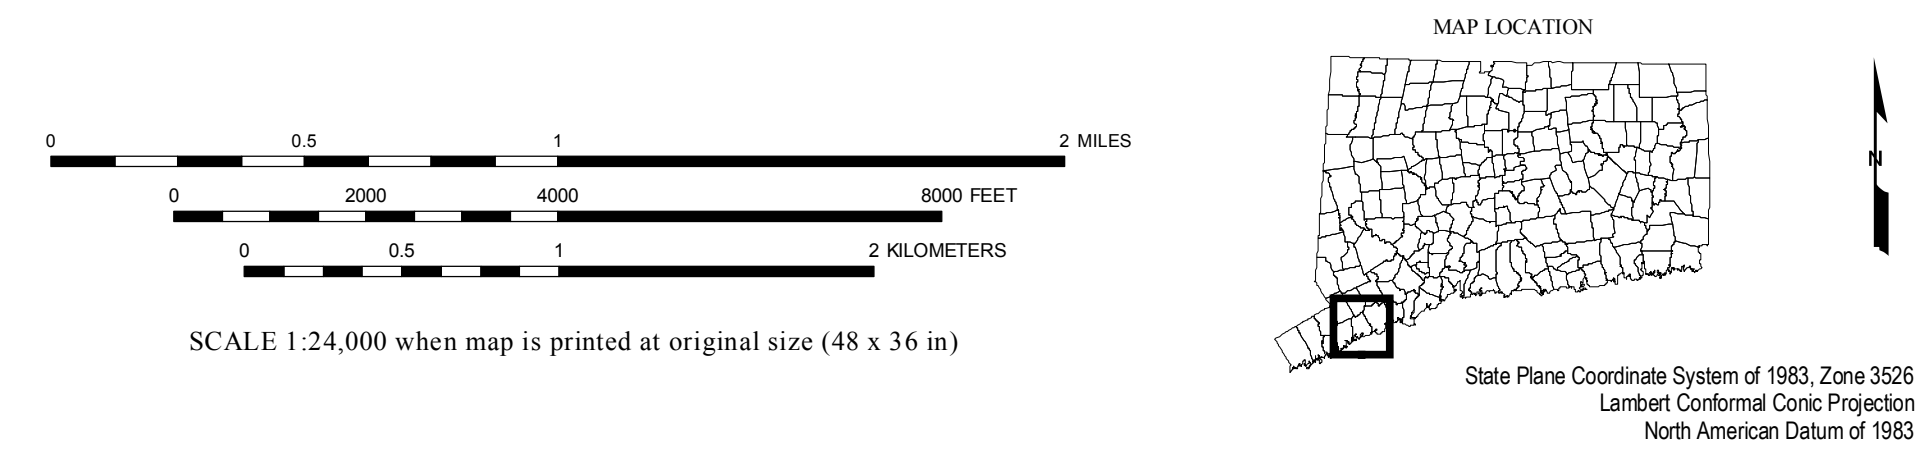 MAP LOCATION
0 0.5 1 2 MILES
0 2000 4000 8000 FEET
0 0.5 1 2 KILOMETERS
SCALE 1:24,000 when map is printed at original size (48 x 36 in)
N
State Plane Coordinate System of 1983, Zone 3526
Lambert Conformal Conic Projection
North American Datum of 1983